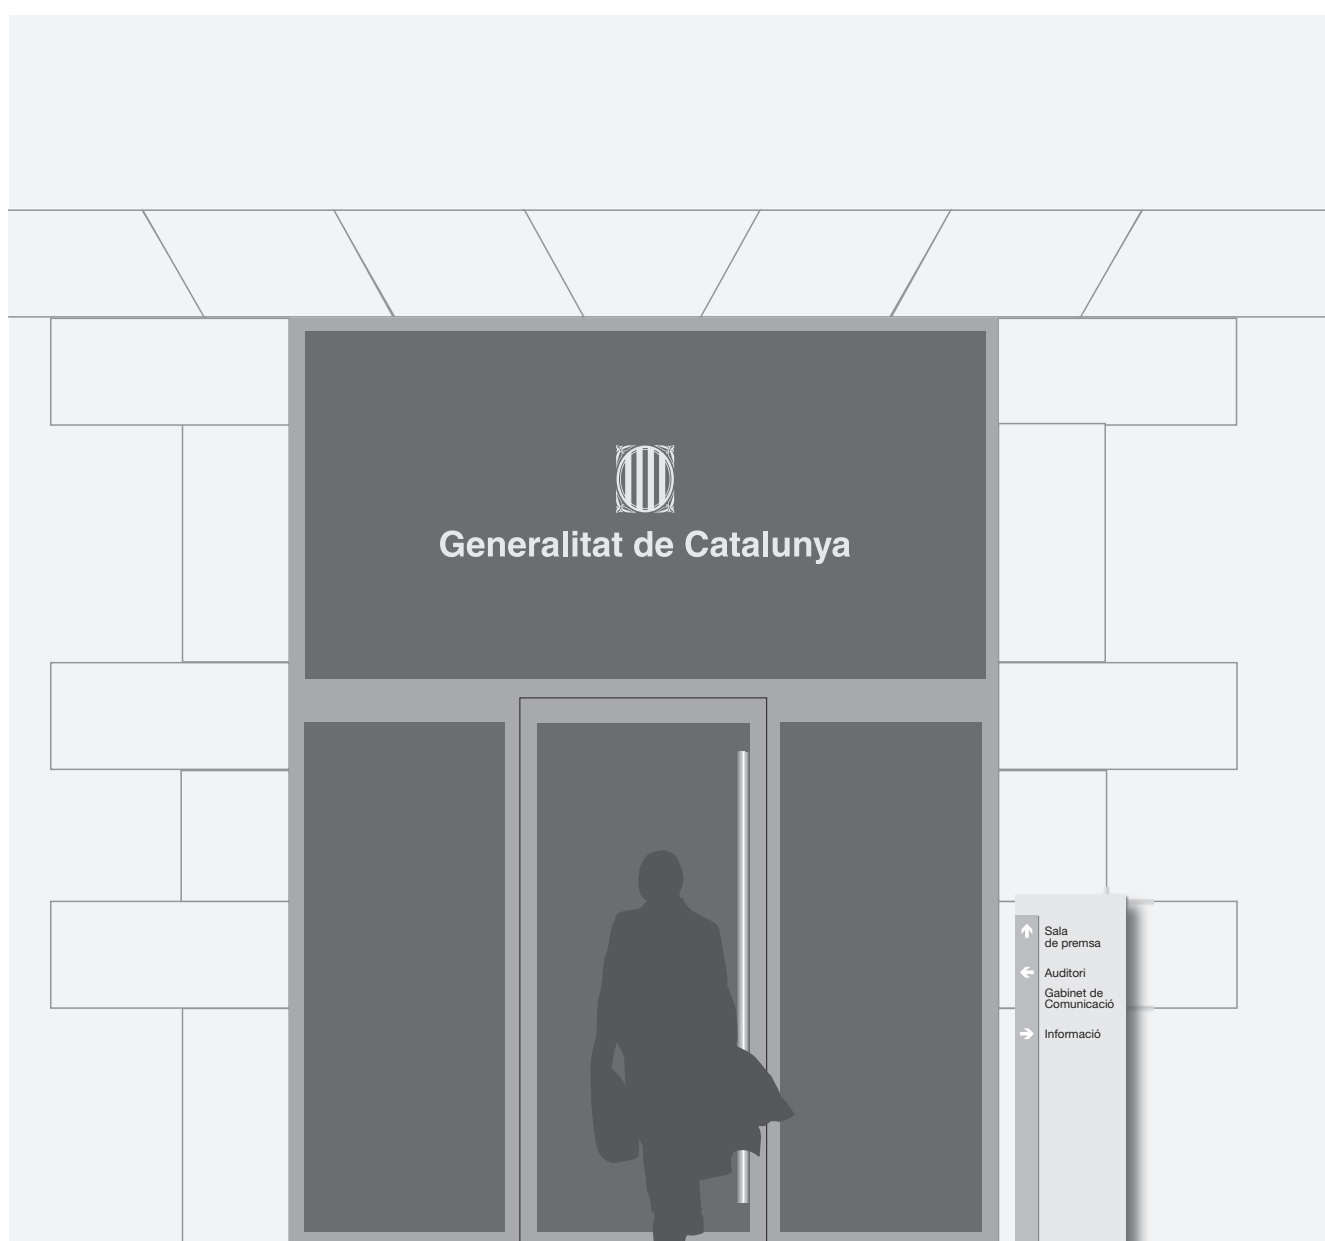 Generalitat de Catalunya
Sala
de premsa
Auditori
Gabinet de
Comunicació
Informació